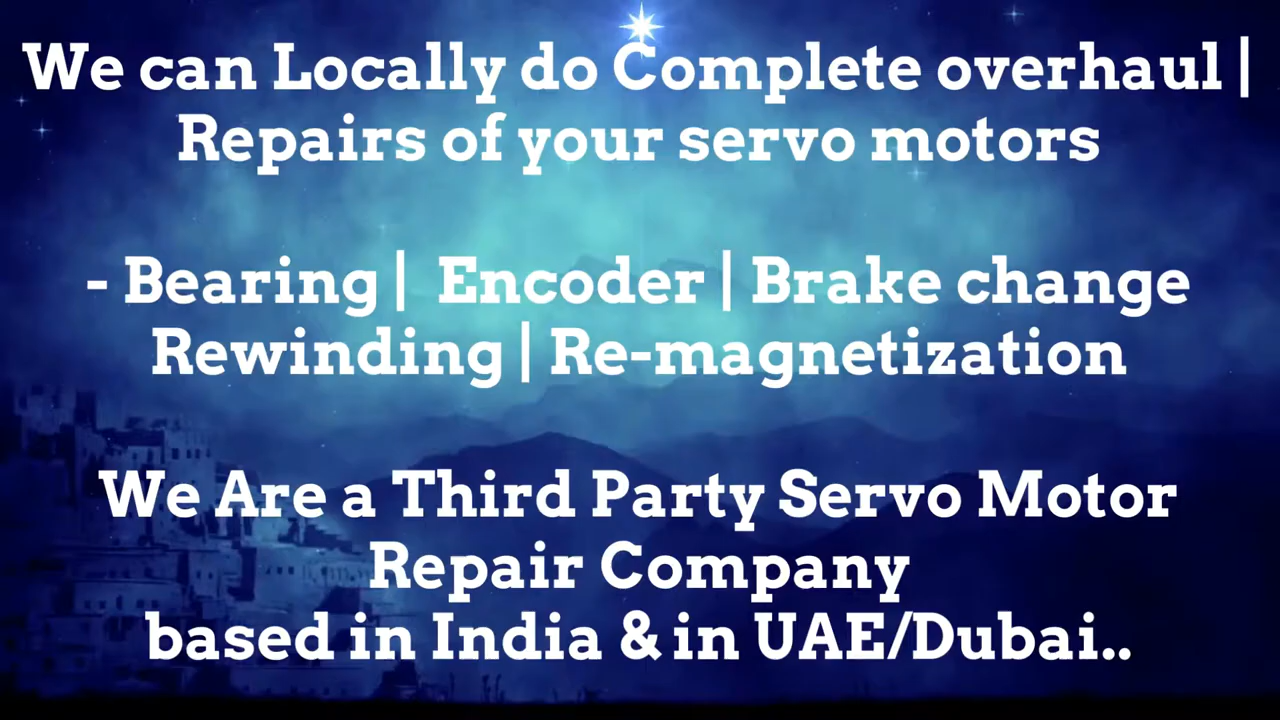 We can Locally do Complete overhaul |
Repairs of your servo motors
- Bearing | Encoder | Brake change
Rewinding | Re-magnetization
We Are a Third Party Servo Motor
Repair Company
based in India & in UAE/Dubai..